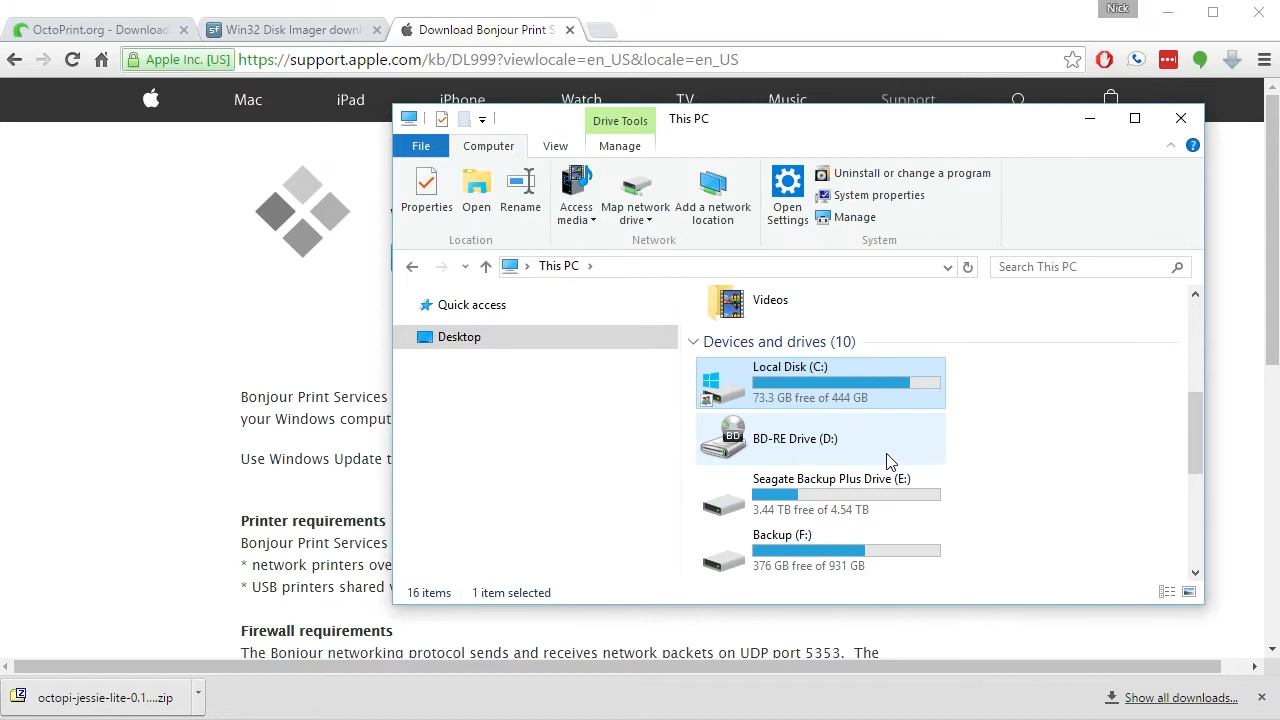 Nick
OctoPrint.org - Download
Win32 Disk Imager downl
Download Bonjour Print S
Apple Inc. [US]
https://support.apple.com/kb/DL999?viewlocale=en_US&locale=en_US
Mac
iPad
iPhone
Watch
TV
Music
Support
Drive Tools
This PC
File
Computer
View
Manage
Properties
Open
Rename
Access media
Map network drive
Add a network location
Open Settings
Uninstall or change a program
System properties
Manage
Location
Network
System
This PC
Search This PC
Quick access
Desktop
Videos
Devices and drives (10)
Local Disk (C:)
73.3 GB free of 444 GB
BD
BD-RE Drive (D:)
Seagate Backup Plus Drive (E:)
3.44 TB free of 4.54 TB
Backup (F:)
376 GB free of 931 GB
16 items
1 item selected
Bonjour Print Services
your Windows comput
Use Windows Update t
Printer requirements
Bonjour Print Services
* network printers ove
* USB printers shared
Firewall requirements
The Bonjour networking protocol sends and receives network packets on UDP port 5353. The
octopi-jessie-lite-0.1....zip
Show all downloads...